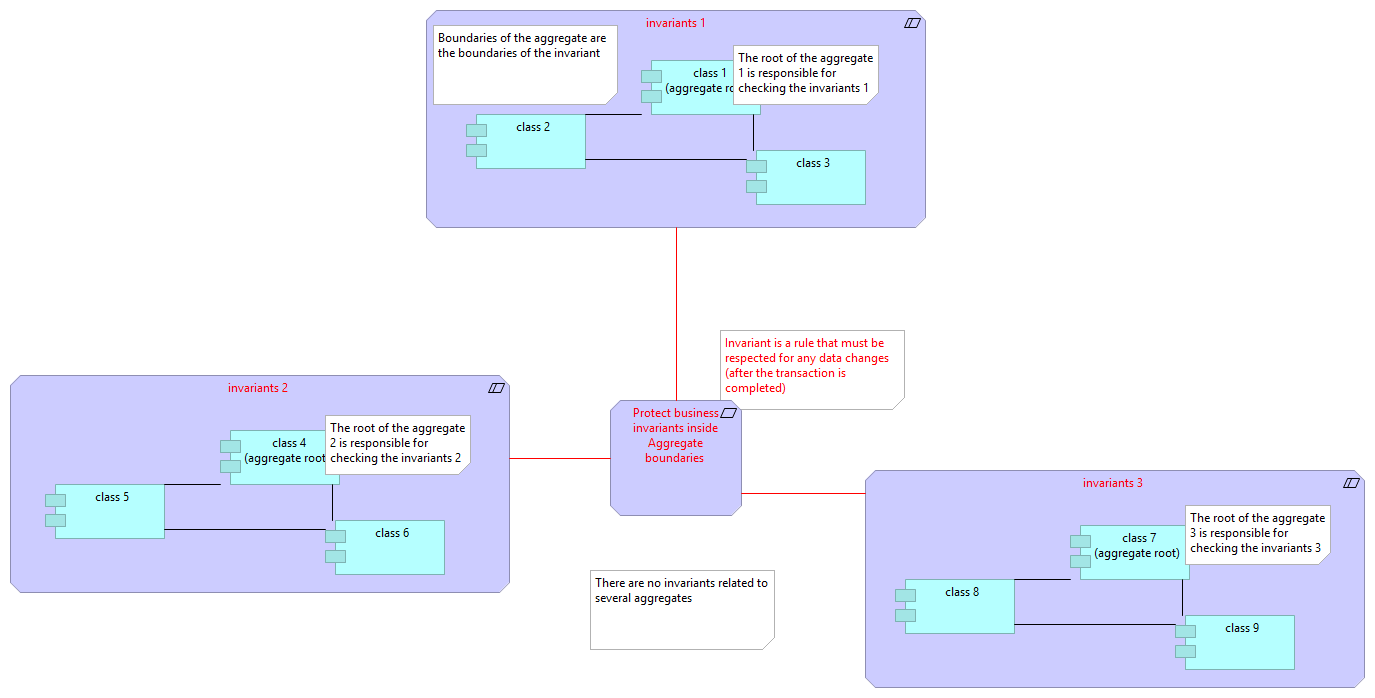 invariants 1
Boundaries of the aggregate are
the boundaries of the invariant
The root of the aggregate
1 is responsible for
checking the invariants 1
class 1
(aggregate ro
class 2
class 3
Invariant is a rule that must be
respected for any data changes
(after the transaction is
completed)
Protect business
invariants inside
Aggregate
boundaries
invariants 2
The root of the aggregate
2 is responsible for
checking the invariants 2
class 4
(aggregate root
class 5
class 6
There are no invariants related to
several aggregates
invariants 3
The root of the aggregate
3 is responsible for
checking the invariants 3
class 7
(aggregate root)
class 8
class 9